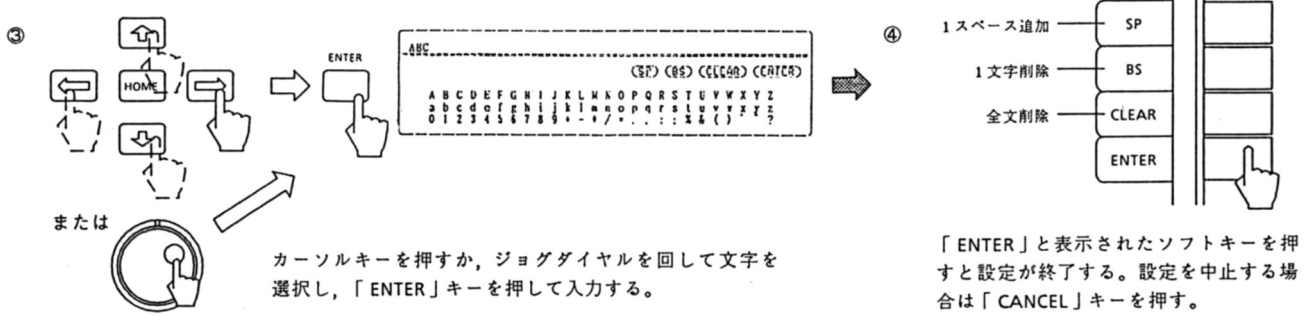 ③
HOME
または
ENTER
ABC
(SP) (BS) (CLEAR) (ENTER)
A B C D E F G H I J K L M N O P Q R S T U V W X Y Z
a b c d e f g h i j k l m n o p q r s t u v w x y z
0 1 2 3 4 5 6 7 8 9 + - * /
カーソルキーを押すか,ジョグダイヤルを回して文字を
選択し,「ENTER」キーを押して入力する。
④
1スペース追加 SP
1文字削除 BS
全文削除 CLEAR
ENTER
「ENTER」と表示されたソフトキーを押
すと設定が終了する。設定を中止する場
合は「CANCEL」キーを押す。